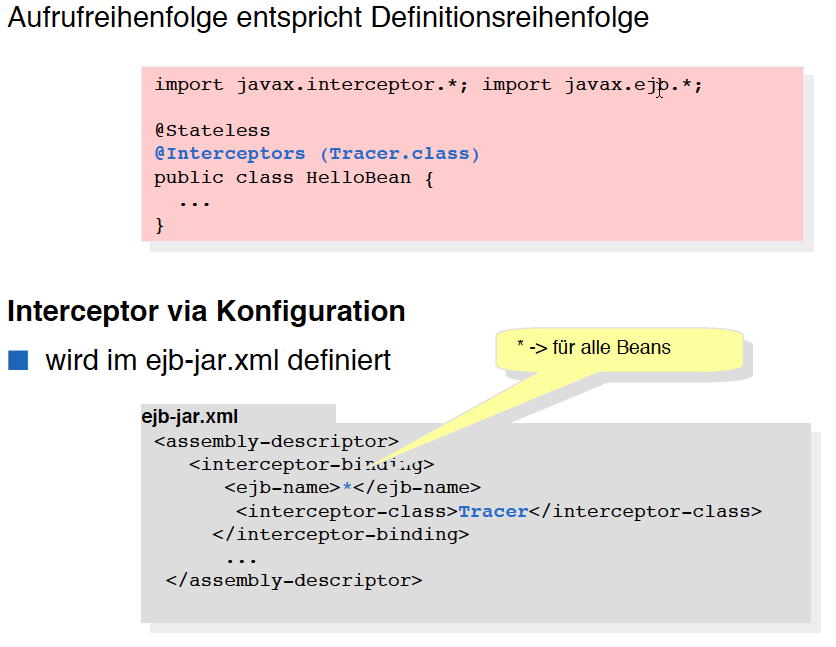 Aufrufreihenfolge entspricht Definitionsreihenfolge
import javax.interceptor.*; import javax.ejb.*;
@Stateless
@Interceptors (Tracer.class)
public class HelloBean {
...
}
Interceptor via Konfiguration
wird im ejb-jar.xml definiert
* -> für alle Beans
ejb-jar.xml
<assembly-descriptor>
<interceptor-binding>
<ejb-name>*</ejb-name>
<interceptor-class>Tracer</interceptor-class>
</interceptor-binding>
...
</assembly-descriptor>